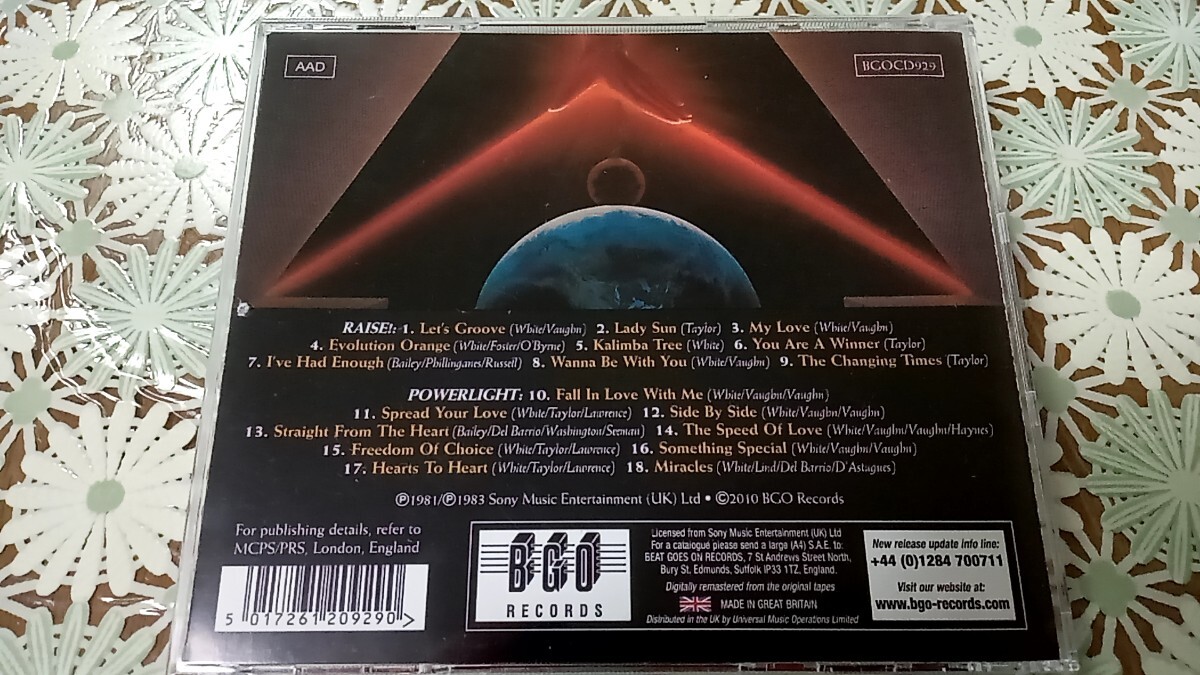 AAD
BGOCD929
RAISE!: 1. Let's Groove (White/Vaughn) 2. Lady Sun (Taylor) 3. My Love (White/Vaughn)
4. Evolution Orange (White/Foster/O'Byrne) 5. Kalimba Tree (White) 6. You Are A Winner (Taylor)
7. I've Had Enough (Bailey/Phillinganes/Russell) 8. Wanna Be With You (White/Vaughn) 9. The Changing Times (Taylor)
POWERLIGHT: 10. Fall In Love With Me (White/Vaughn/Vaughn)
11. Spread Your Love (White/Taylor/Lawrence) 12. Side By Side (White/Vaughn/Vaughn)
13. Straight From The Heart (Bailey/Del Barrio/Washington/Seeman) 14. The Speed Of Love (White/Vaughn/Vaughn/Haynes)
15. Freedom Of Choice (White/Taylor/Lawrence) 16. Something Special (White/Vaughn/Vaughn)
17. Hearts To Heart (White/Taylor/Lawrence) 18. Miracles (White/Lind/Del Barrio/D'Astugues)
℗1981/℗1983 Sony Music Entertainment (UK) Ltd • ©2010 BGO Records
For publishing details, refer to
MCPS/PRS, London, England
5 017261 209290 >
BGO
RECORDS
Licensed from Sony Music Entertainment (UK) Ltd
For a catalogue please send a large (A4) S.A.E. to:
BEAT GOES ON RECORDS, 7 St Andrews Street North,
Bury St, Edmunds, Suffolk IP33 1TZ, England.
Digitally remastered from the original tapes
MADE IN GREAT BRITAIN
Distributed in the UK by Universal Music Operations Limited
New release update info line:
+44 (0)1284 700711
Visit our website at:
www.bgo-records.com